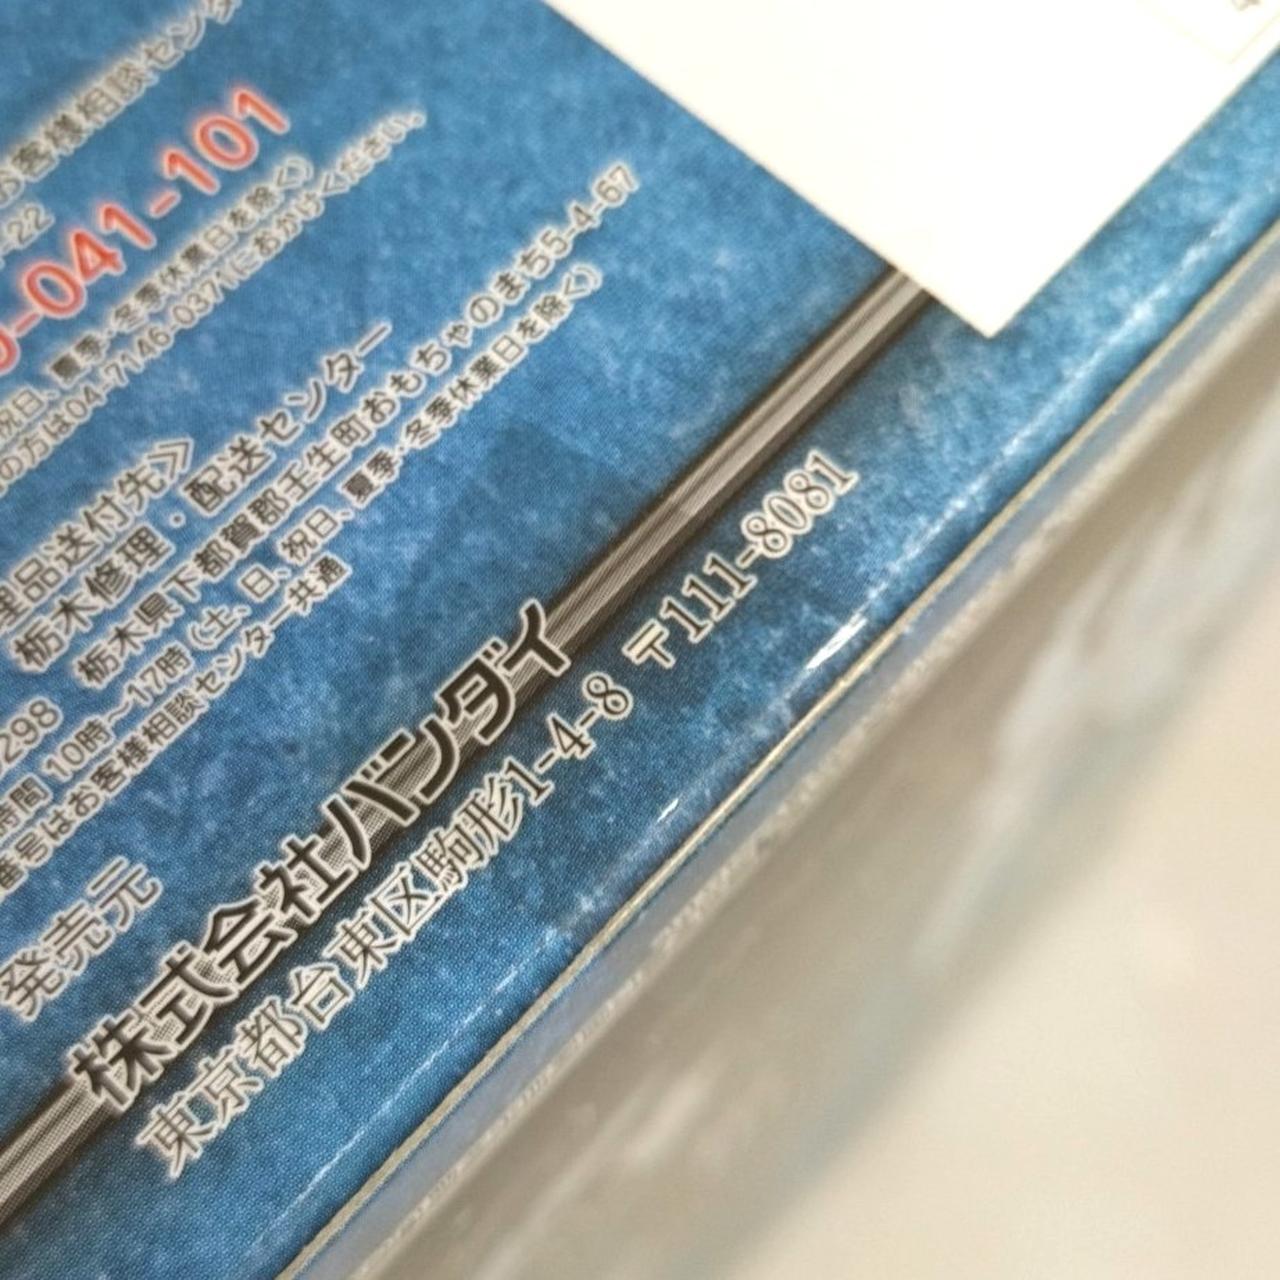 お客様相談センタ
-22
0-041-101
祝日、夏季・冬季休業日を除く)
の方は04-7146-0371におかけください。
理品送付先》
栃木修理・配送センター
栃木県下都賀郡壬生町おもちゃのまち5-4-67
298
時間 10時〜17時 (土、日、祝日、夏季・冬季休業日を除く)
番号はお客様相談センター共通
発売元
株式会社バンダイ
東京都台東区駒形1-4-8 〒111-8081